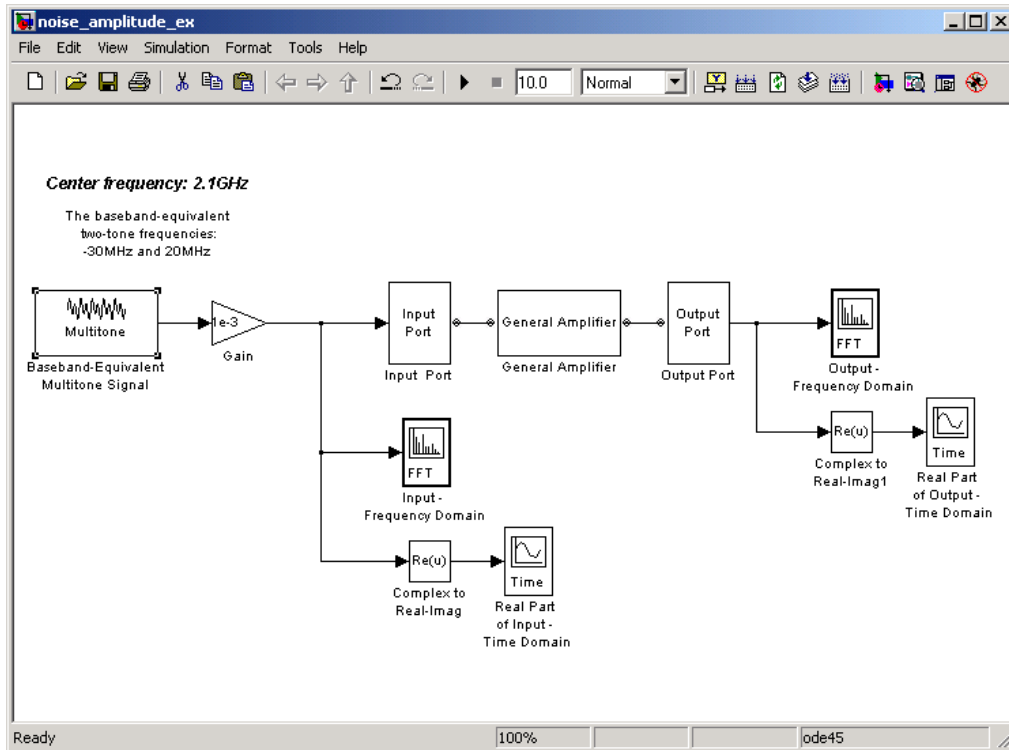 noise_amplitude_ex
File Edit View Simulation Format Tools Help
10.0 Normal
Center frequency: 2.1GHz
The baseband-equivalent
two-tone frequencies:
-30MHz and 20MHz
Multitone
Baseband-Equivalent
Multitone Signal
1e-3
Gain
Input
Port
Input Port
General Amplifier
General Amplifier
Output
Port
Output Port
FFT
Output -
Frequency Domain
Re(u)
Complex to
Real-Imag1
Time
Real Part
of Output -
Time Domain
FFT
Input -
Frequency Domain
Re(u)
Complex to
Real-Imag
Time
Real Part
of Input -
Time Domain
Ready 100% ode45